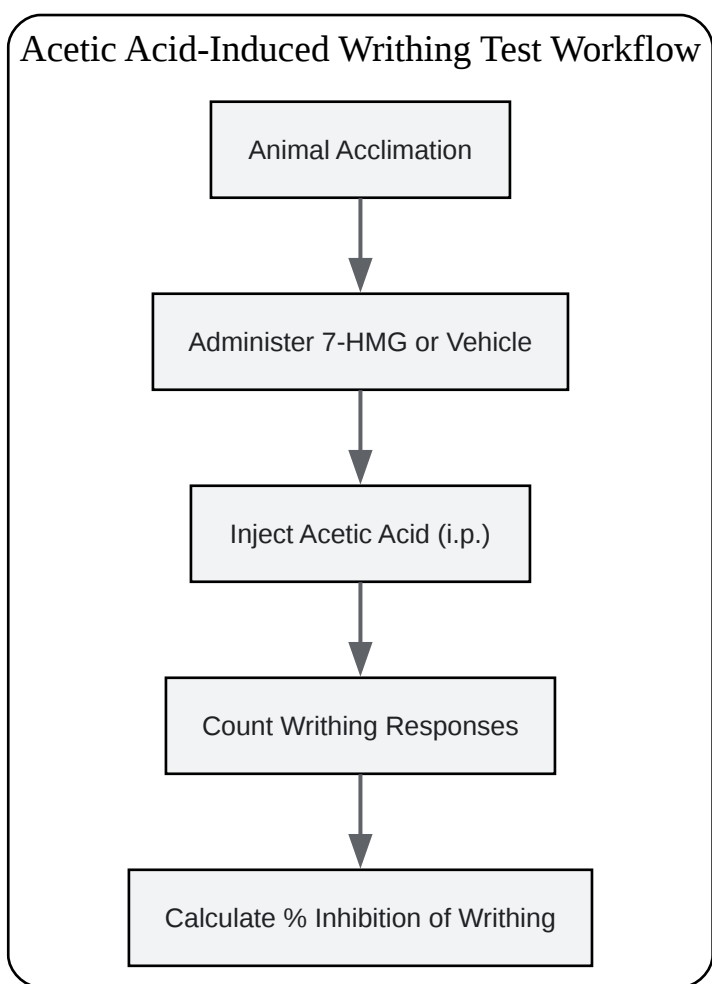 Acetic Acid-Induced Writhing Test Workflow
Animal Acclimation
Administer 7-HMG or Vehicle
Inject Acetic Acid (i.p.)
Count Writhing Responses
Calculate % Inhibition of Writhing